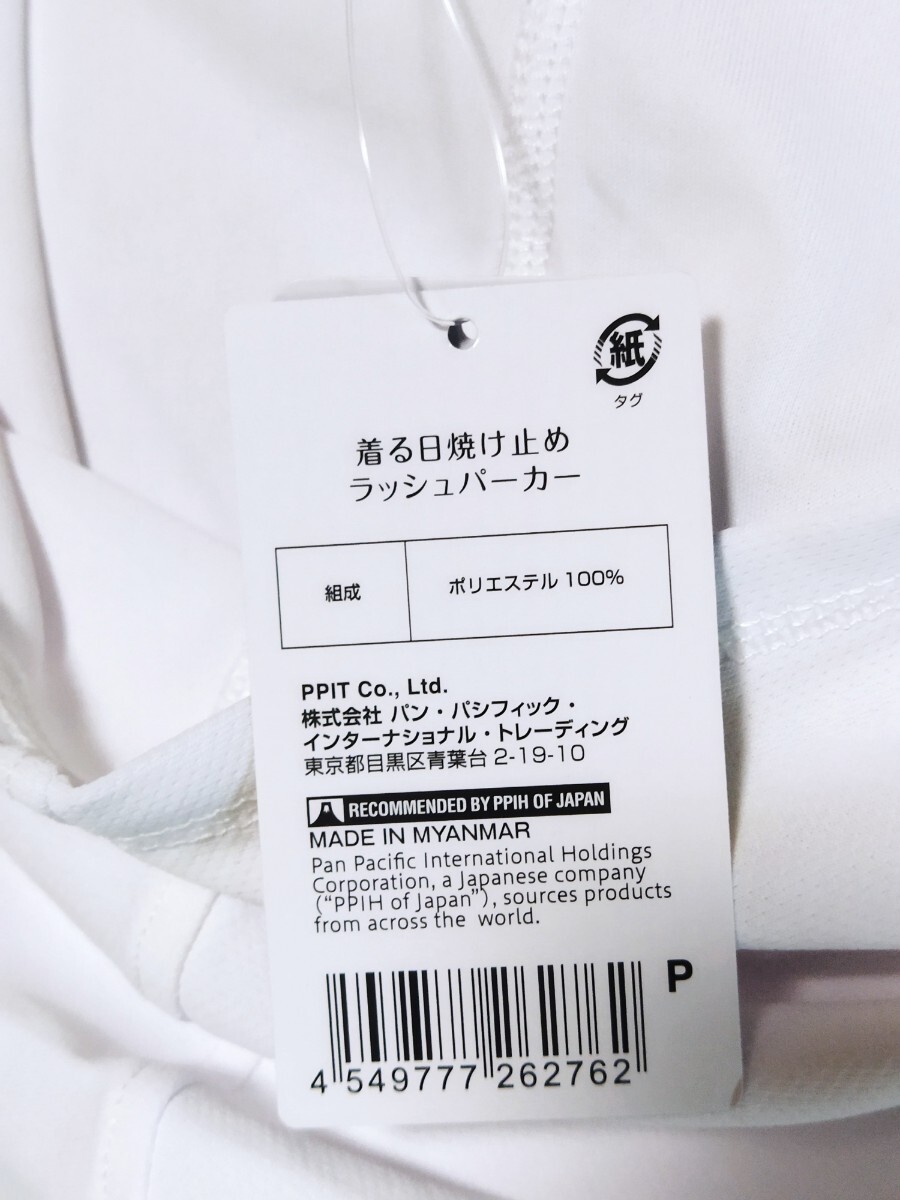 紙
タグ
着る日焼け止め
ラッシュパーカー
組成 ポリエステル 100%
PPIT Co., Ltd.
株式会社 パン・パシフィック・
インターナショナル・トレーディング
東京都目黒区青葉台 2-19-10
RECOMMENDED BY PPIH OF JAPAN
MADE IN MYANMAR
Pan Pacific International Holdings
Corporation, a Japanese company
(“PPIH of Japan”), sources products
from across the world.
P
4 549777 262762